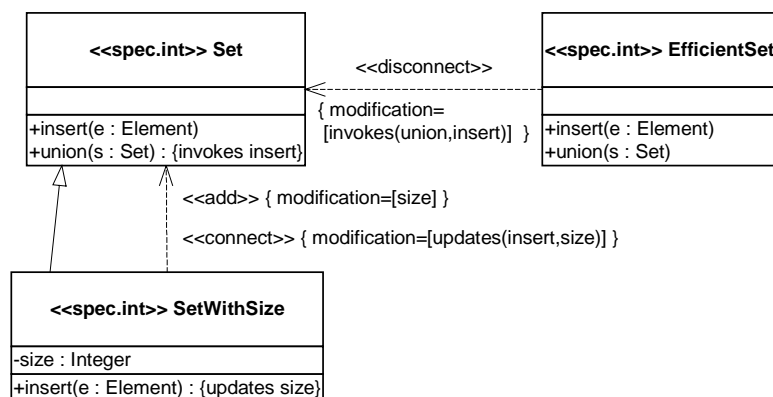 <<spec.int>> Set
+insert(e : Element)
+union(s : Set) : {invokes insert}
<<disconnect>>
{ modification=
[invokes(union,insert)] }
<<spec.int>> EfficientSet
+insert(e : Element)
+union(s : Set)
<<add>> { modification=[size] }
<<connect>> { modification=[updates(insert,size)] }
<<spec.int>> SetWithSize
-size : Integer
+insert(e : Element) : {updates size}